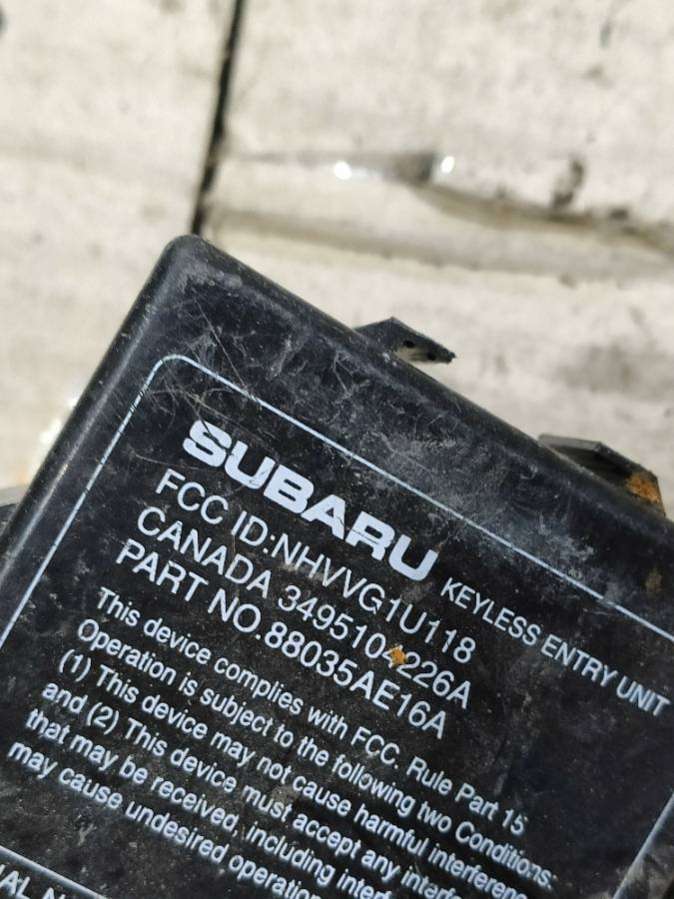 SUBARU KEYLESS ENTRY UNIT
FCC ID:NHVVG1U118
CANADA 3495104226A
PART NO.88035AE16A
This device complies with FCC. Rule Part 15
Operation is subject to the following two Conditions:
(1) This device may not cause harmful interference
and (2) This device must accept any
that may be received, including
may cause undesired